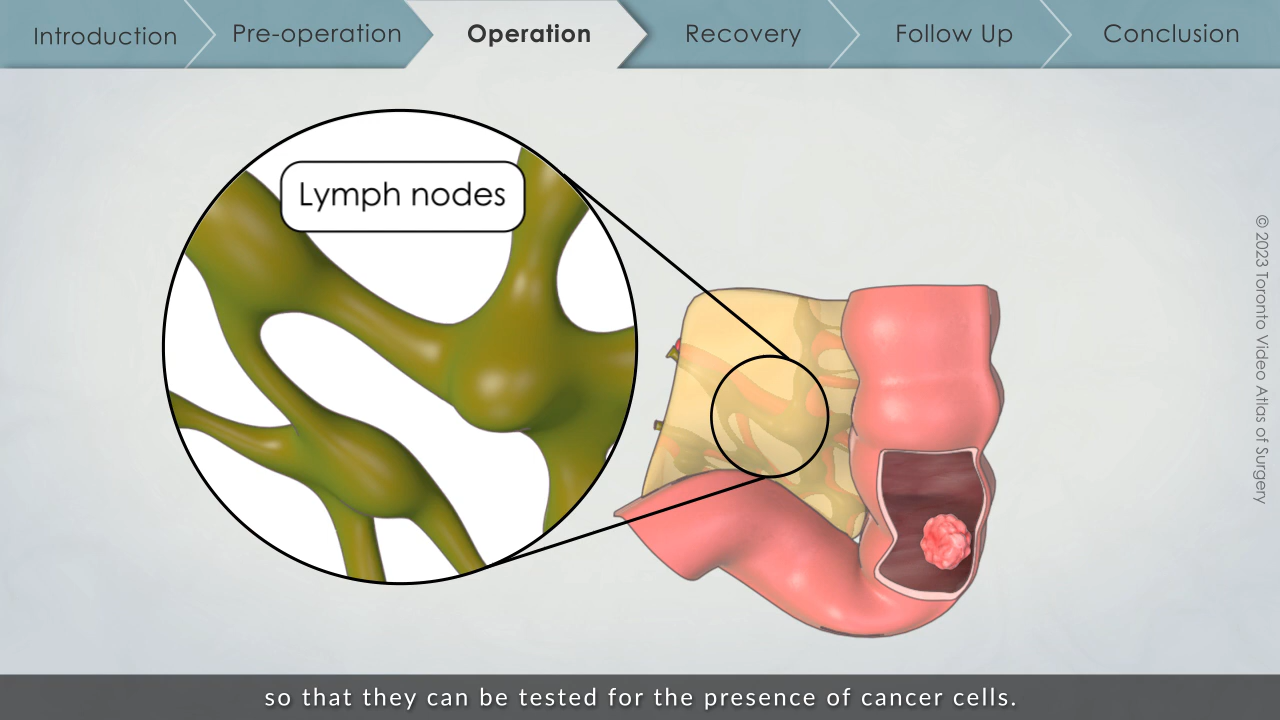 Introduction
Pre-operation
Operation
Recovery
Follow Up
Conclusion
Lymph nodes
© 2023 Toronto Video Atlas of Surgery
so that they can be tested for the presence of cancer cells.